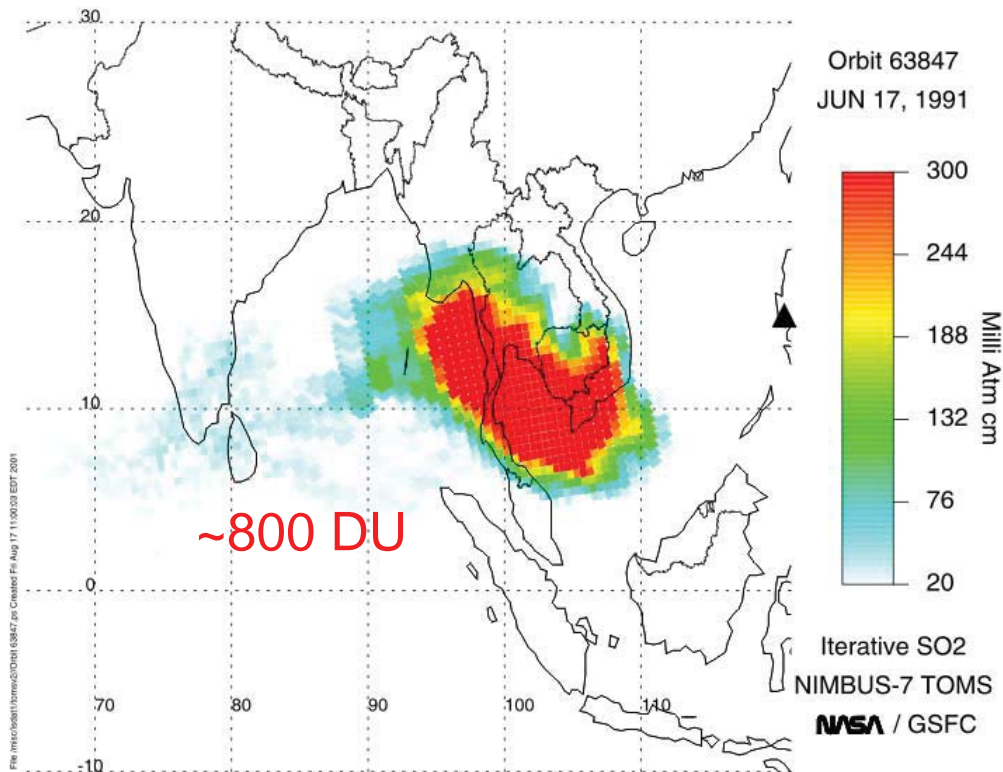 30
20
10
0
-10
70
80
90
100
110
~800 DU
Orbit 63847
JUN 17, 1991
300
244
188
132
76
20
Milli Atm cm
Iterative SO2
NIMBUS-7 TOMS
NASA / GSFC